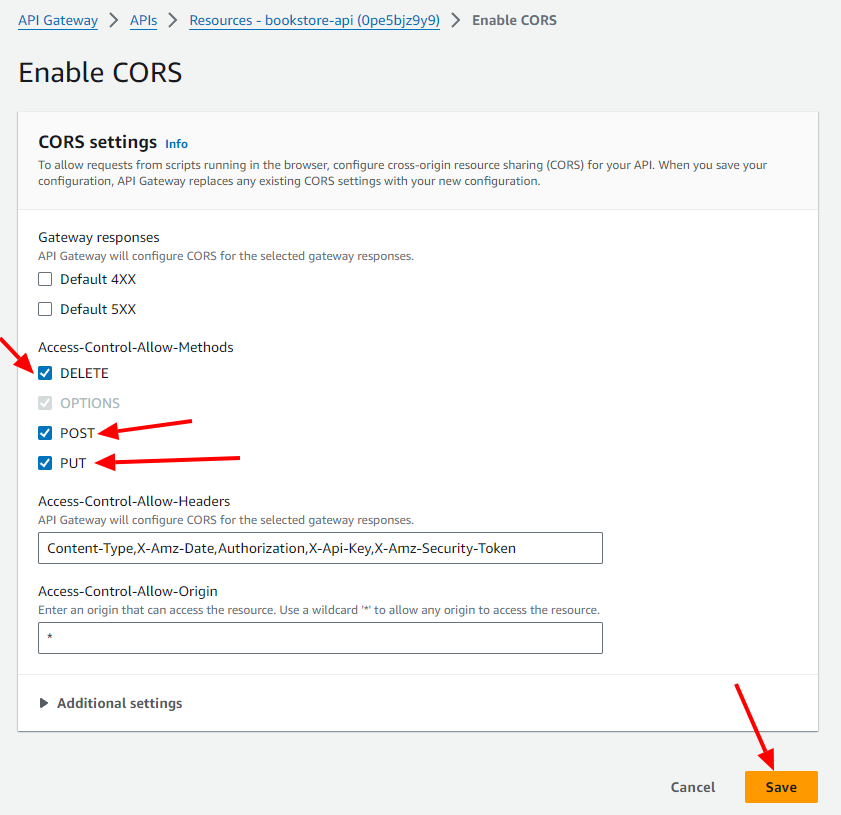 API Gateway > APIs > Resources - bookstore-api (0pe5bjz9y9) > Enable CORS
Enable CORS
CORS settings Info
To allow requests from scripts running in the browser, configure cross-origin resource sharing (CORS) for your API. When you save your
configuration, API Gateway replaces any existing CORS settings with your new configuration.
Gateway responses
API Gateway will configure CORS for the selected gateway responses.
Default 4XX
Default 5XX
Access-Control-Allow-Methods
DELETE
OPTIONS
POST
PUT
Access-Control-Allow-Headers
API Gateway will configure CORS for the selected gateway responses.
Content-Type,X-Amz-Date,Authorization,X-Api-Key,X-Amz-Security-Token
Access-Control-Allow-Origin
Enter an origin that can access the resource. Use a wildcard '*' to allow any origin to access the resource.
*
Additional settings
Cancel Save